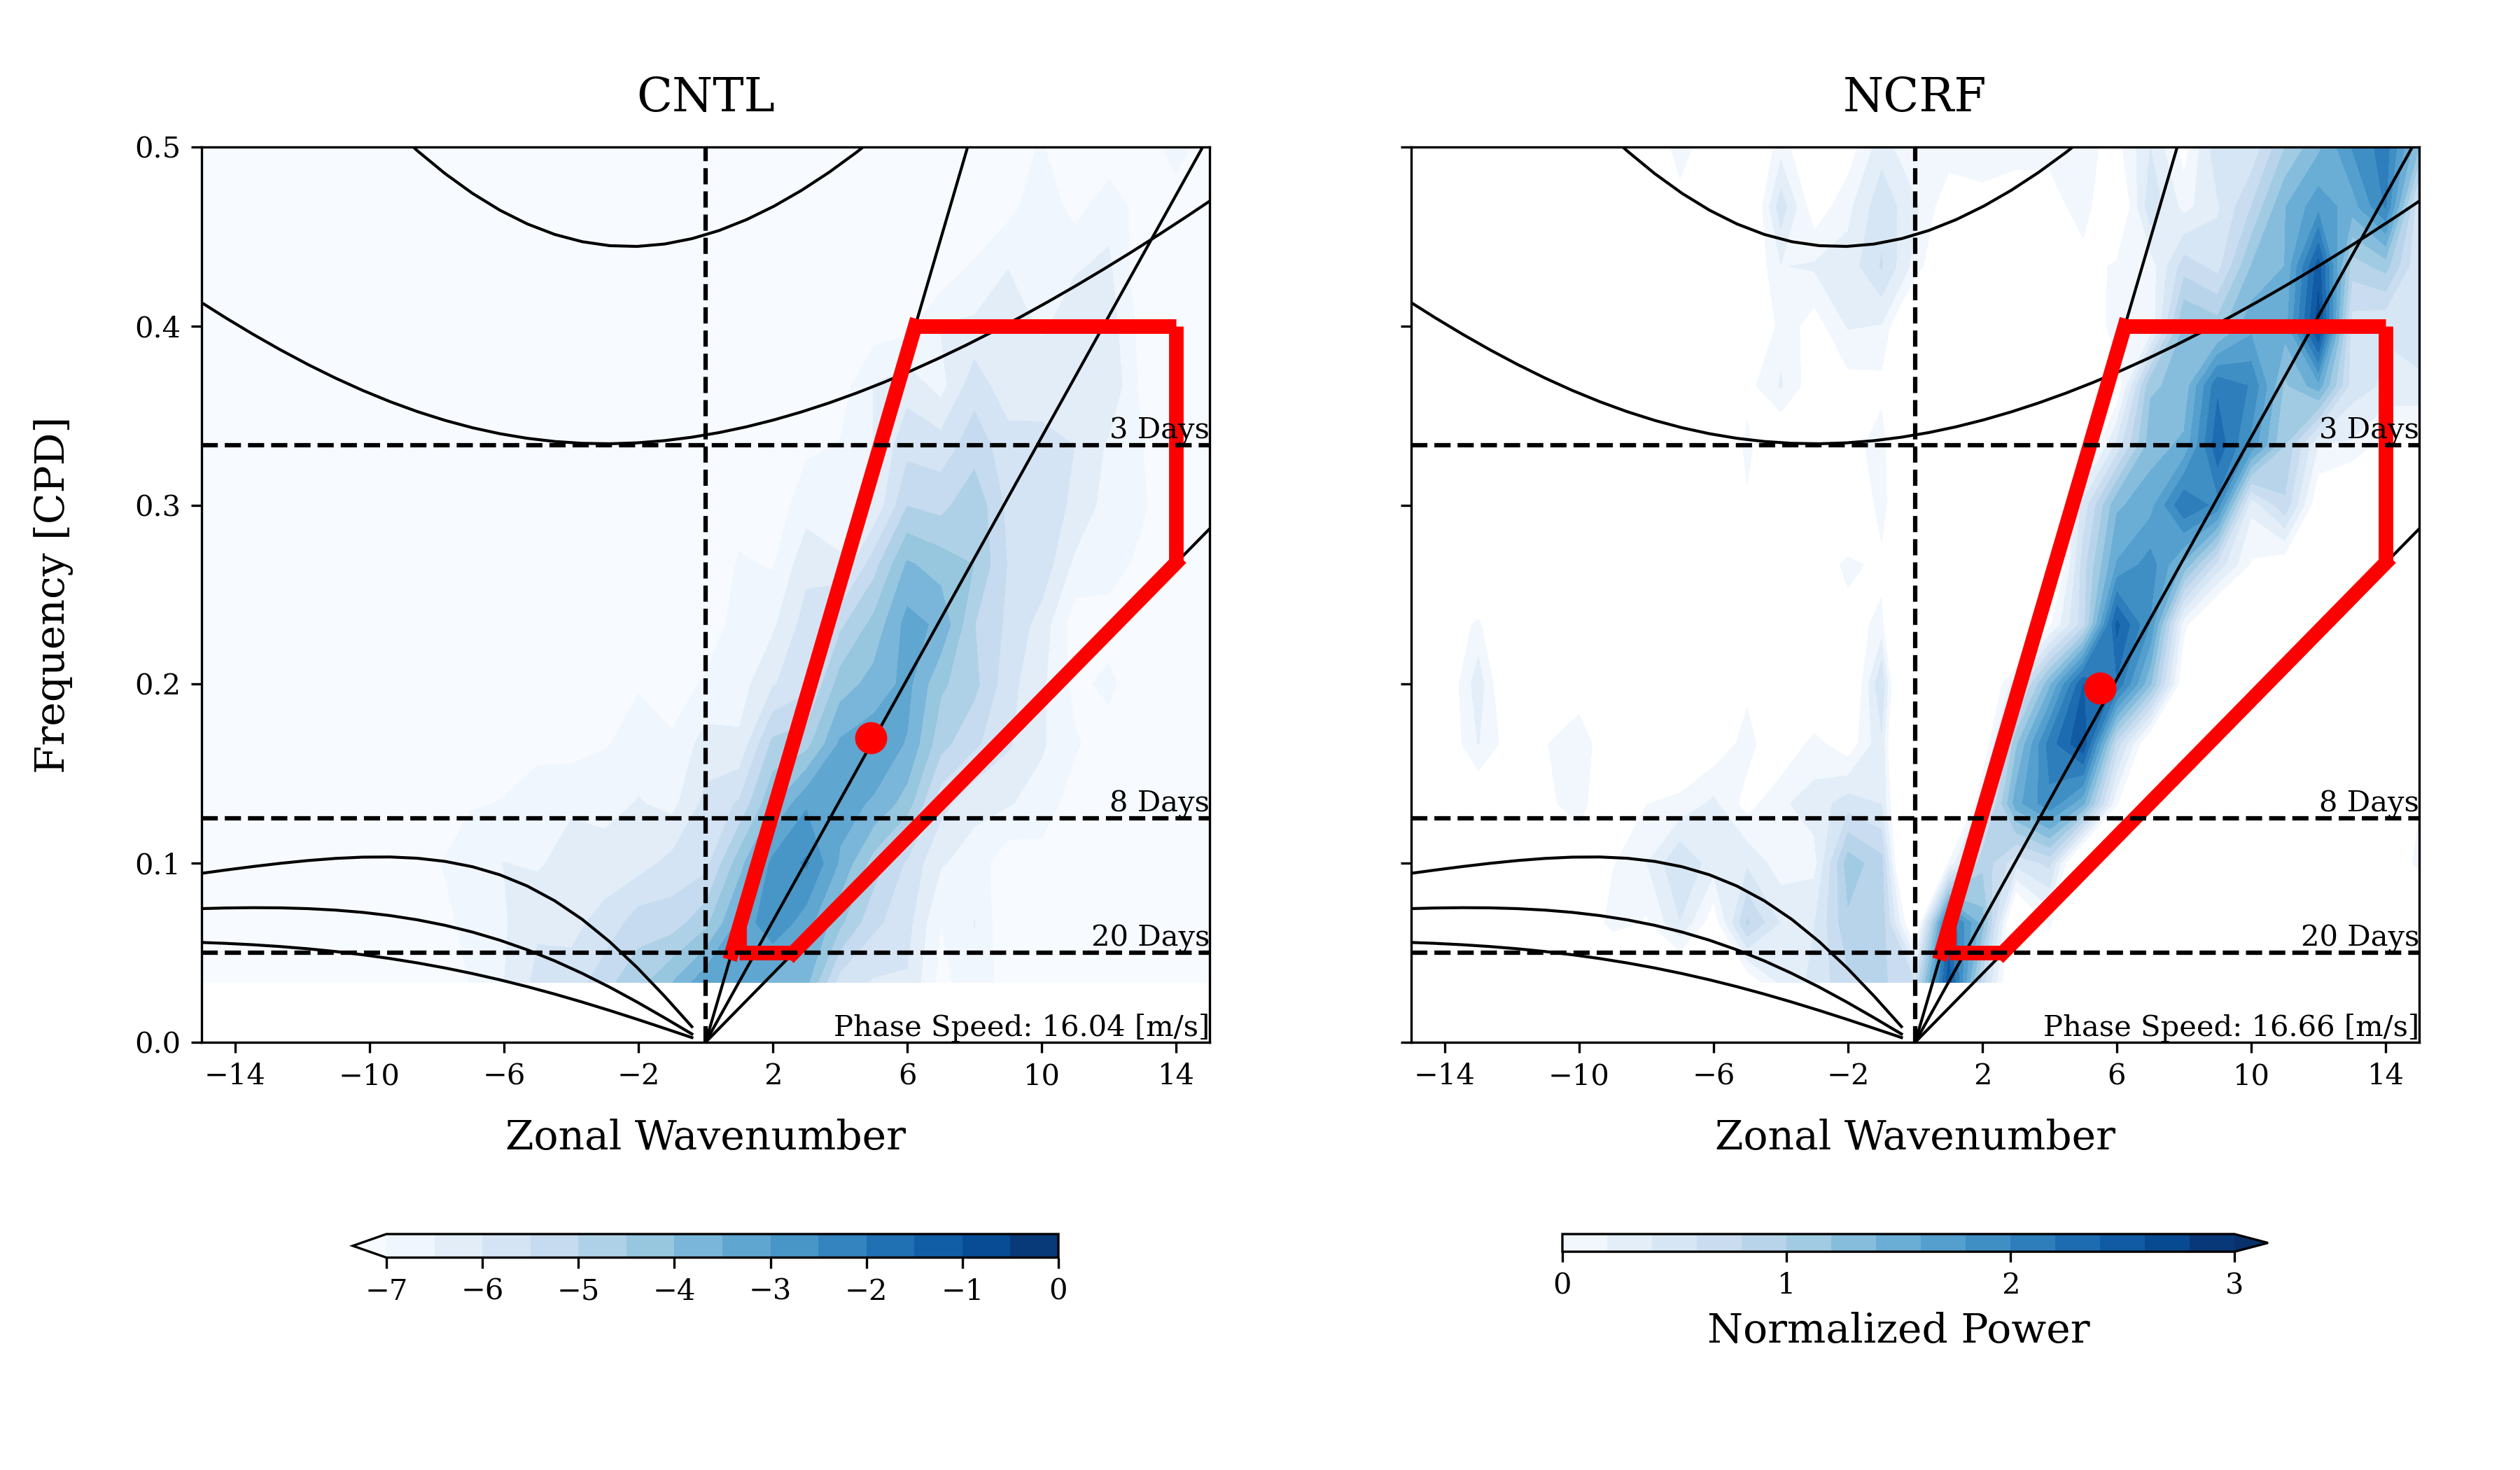 CNTL
NCRF
Frequency [CPD]
0.5
0.4
0.3
0.2
0.1
0.0
3 Days
8 Days
20 Days
Phase Speed: 16.04 [m/s]
−14 −10 −6 −2 2 6 10 14
Zonal Wavenumber
3 Days
8 Days
20 Days
Phase Speed: 16.66 [m/s]
−14 −10 −6 −2 2 6 10 14
Zonal Wavenumber
−7 −6 −5 −4 −3 −2 −1 0
0 1 2 3
Normalized Power